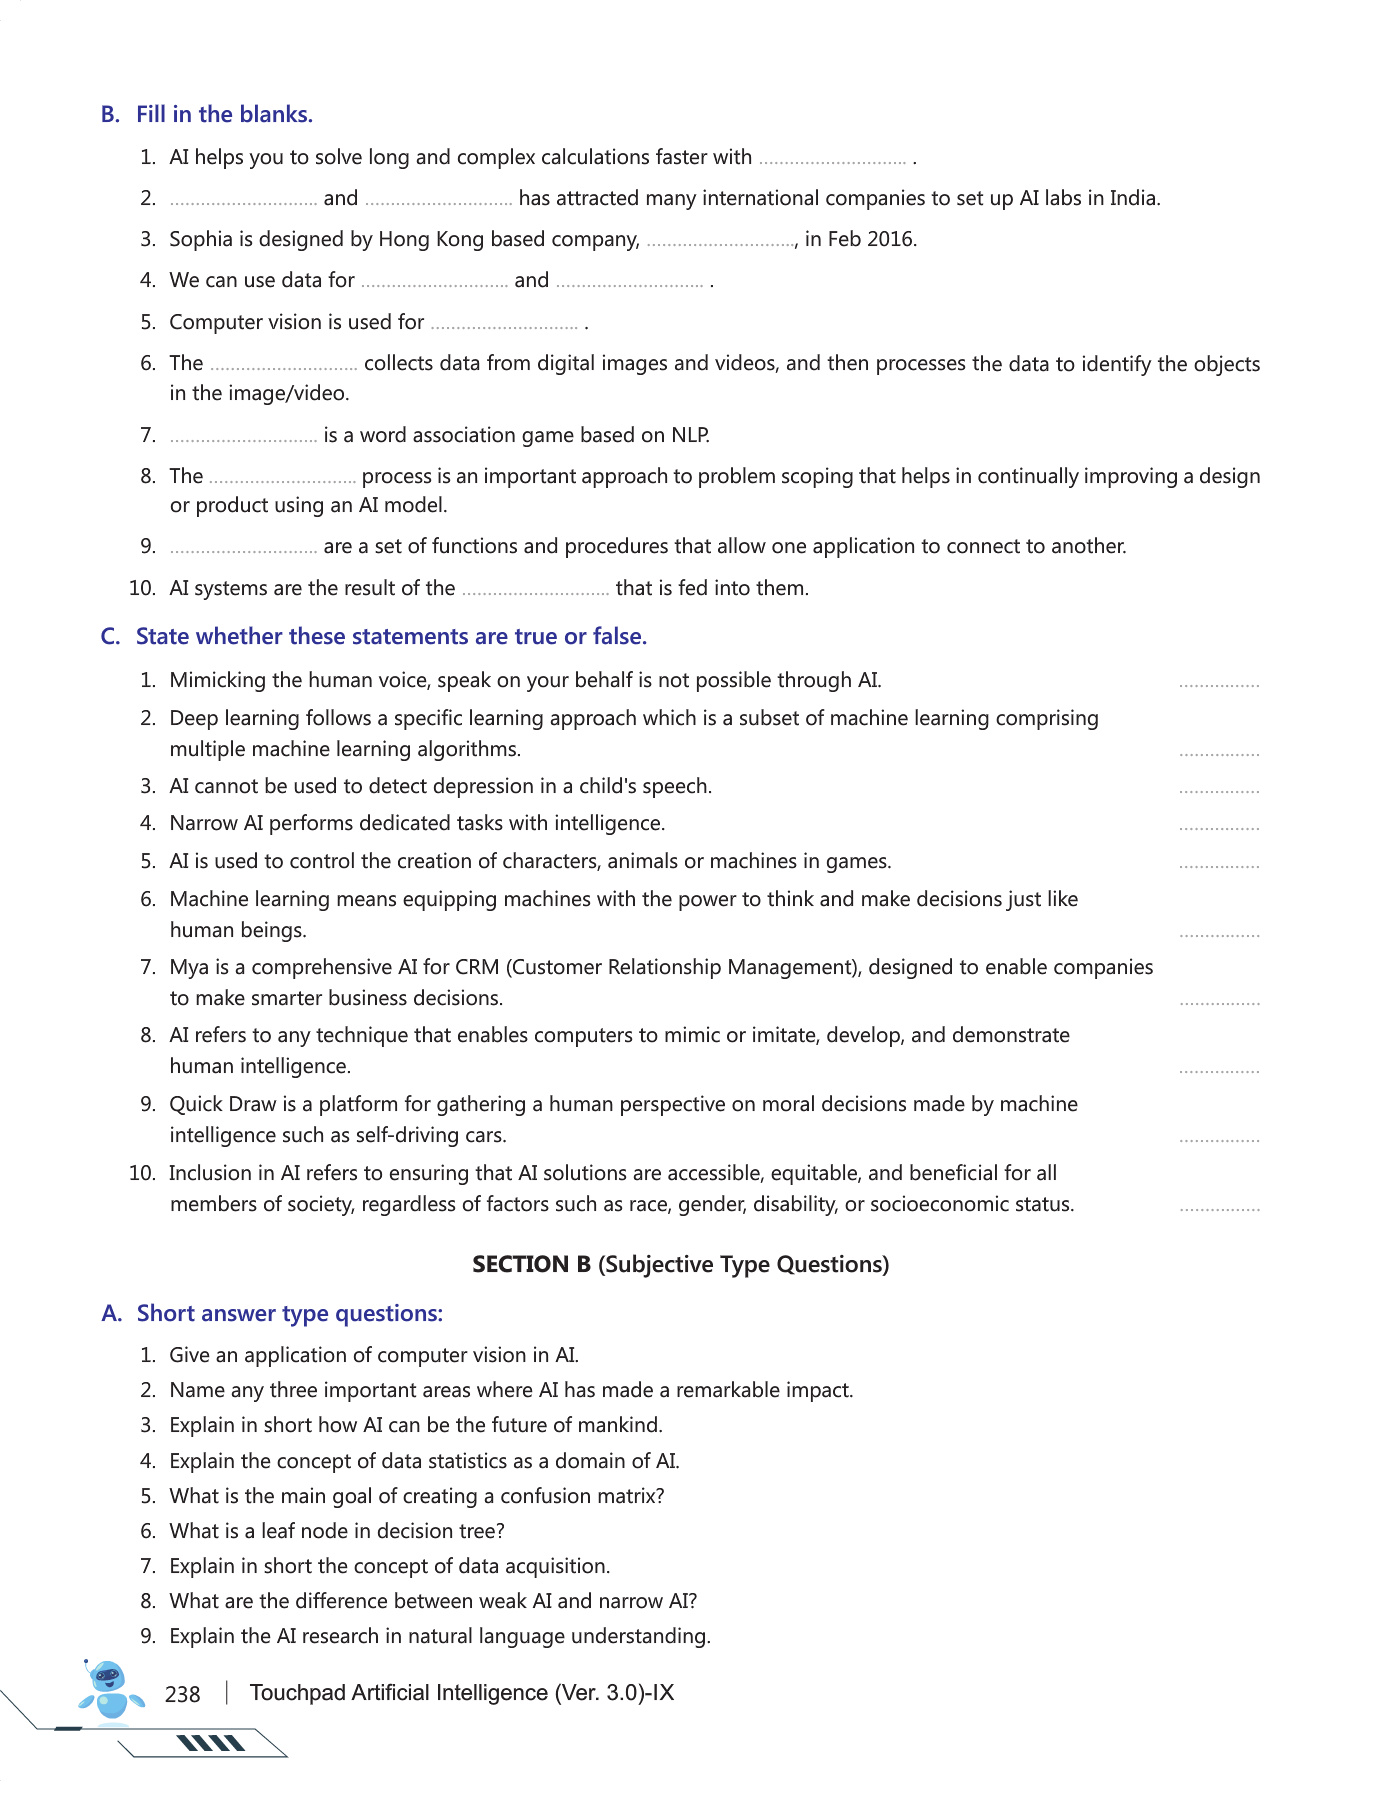 B. Fill in the blanks.
1. AI helps you to solve long and complex calculations faster with ............................. .
2. ............................. and ............................. has attracted many international companies to set up AI labs in India.
3. Sophia is designed by Hong Kong based company, ............................., in Feb 2016.
4. We can use data for ............................. and ............................. .
5. Computer vision is used for ............................. .
6. The ............................. collects data from digital images and videos, and then processes the data to identify the objects
in the image/video.
7. ............................. is a word association game based on NLP.
8. The ............................. process is an important approach to problem scoping that helps in continually improving a design
or product using an AI model.
9. ............................. are a set of functions and procedures that allow one application to connect to another.
10. AI systems are the result of the ............................. that is fed into them.
C. State whether these statements are true or false.
1. Mimicking the human voice, speak on your behalf is not possible through AI. ................
2. Deep learning follows a specific learning approach which is a subset of machine learning comprising
multiple machine learning algorithms. ................
3. AI cannot be used to detect depression in a child's speech. ................
4. Narrow AI performs dedicated tasks with intelligence. ................
5. AI is used to control the creation of characters, animals or machines in games. ................
6. Machine learning means equipping machines with the power to think and make decisions just like
human beings. ................
7. Mya is a comprehensive AI for CRM (Customer Relationship Management), designed to enable companies
to make smarter business decisions. ................
8. AI refers to any technique that enables computers to mimic or imitate, develop, and demonstrate
human intelligence. ................
9. Quick Draw is a platform for gathering a human perspective on moral decisions made by machine
intelligence such as self-driving cars. ................
10. Inclusion in AI refers to ensuring that AI solutions are accessible, equitable, and beneficial for all
members of society, regardless of factors such as race, gender, disability, or socioeconomic status. ................
SECTION B (Subjective Type Questions)
A. Short answer type questions:
1. Give an application of computer vision in AI.
2. Name any three important areas where AI has made a remarkable impact.
3. Explain in short how AI can be the future of mankind.
4. Explain the concept of data statistics as a domain of AI.
5. What is the main goal of creating a confusion matrix?
6. What is a leaf node in decision tree?
7. Explain in short the concept of data acquisition.
8. What are the difference between weak AI and narrow AI?
9. Explain the AI research in natural language understanding.
238 | Touchpad Artificial Intelligence (Ver. 3.0)-IX